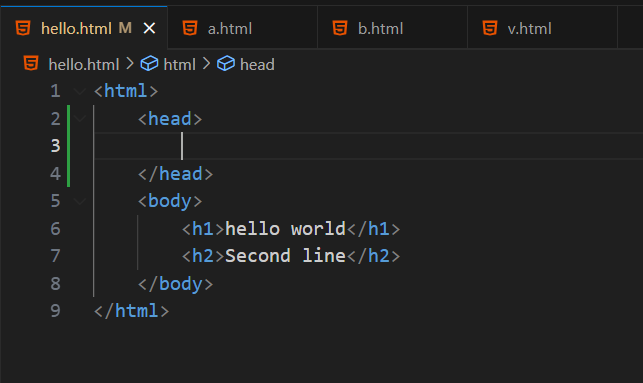 hello.html M × a.html b.html v.html
hello.html > html > head
1 <html>
2     <head>
3
4     </head>
5     <body>
6         <h1>hello world</h1>
7         <h2>Second line</h2>
8     </body>
9 </html>